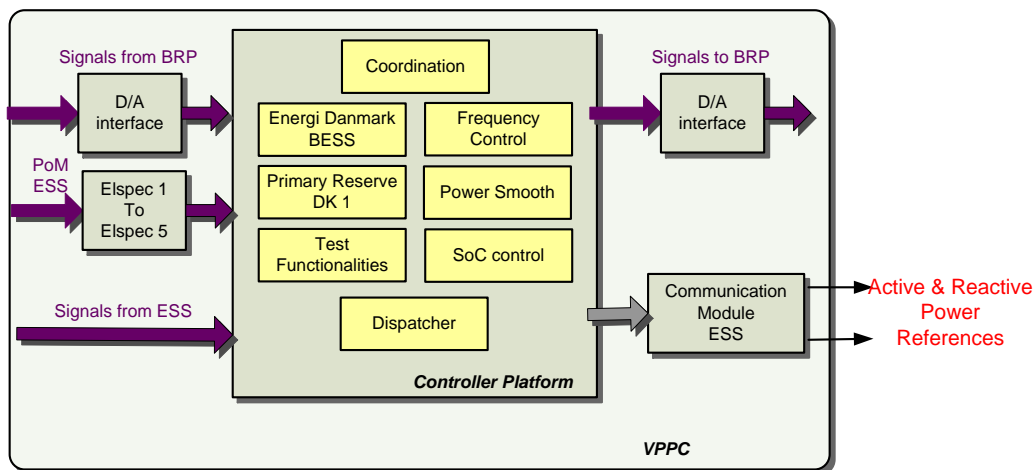 Signals from BRP
D/A
interface
PoM
ESS
Elspec 1
To
Elspec 5
Signals from ESS
Coordination
Energi Danmark
BESS
Frequency
Control
Primary Reserve
DK 1
Power Smooth
Test
Functionalities
SoC control
Dispatcher
Controller Platform
Signals to BRP
D/A
interface
Communication
Module
ESS
Active & Reactive
Power
References
VPPC